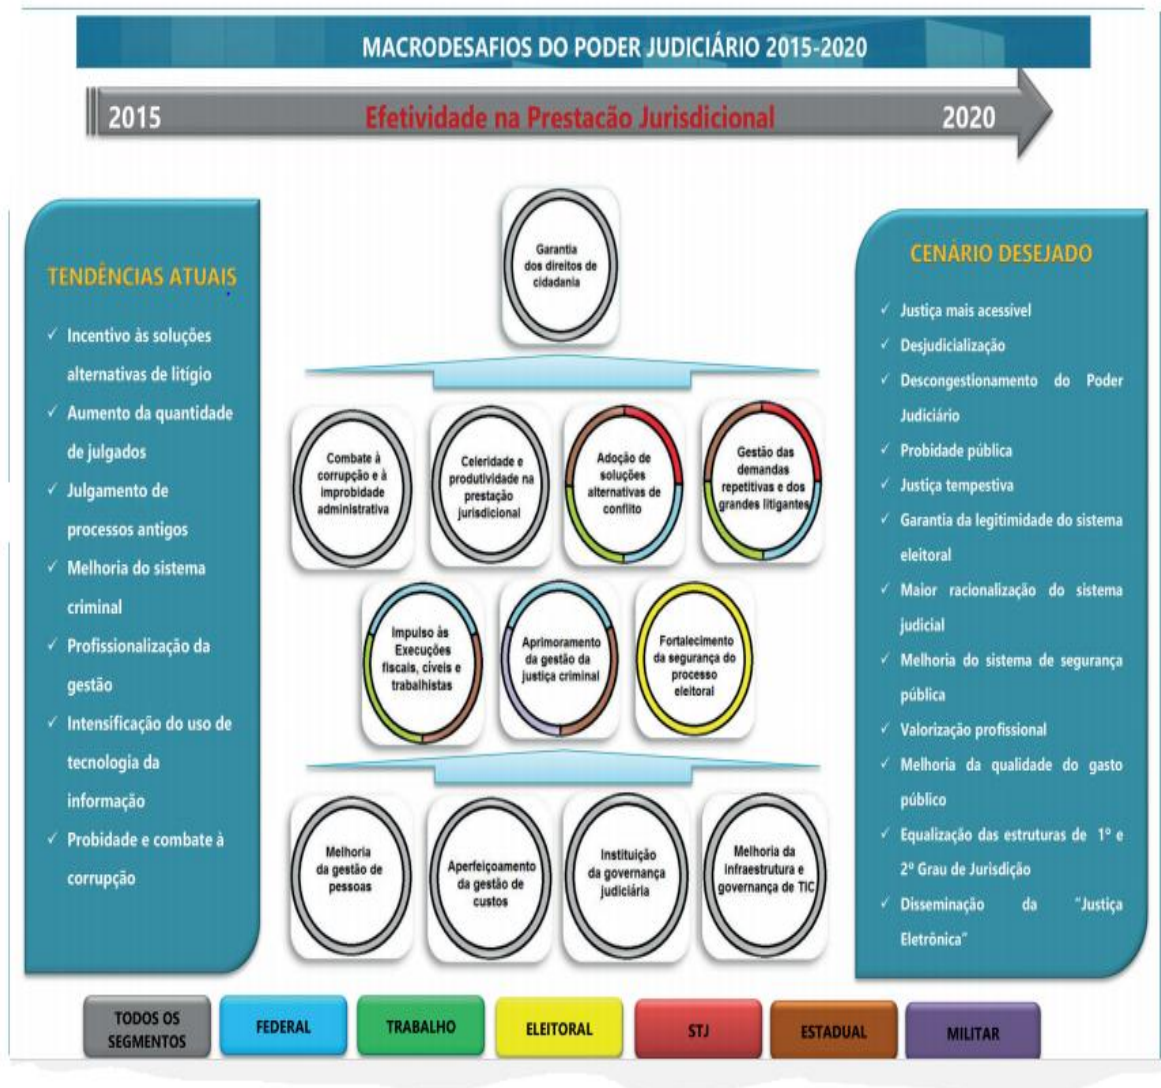 MACRODESAFIOS DO PODER JUDICIÁRIO 2015-2020
2015
Efetividade na Prestacão Jurisdicional
2020
TENDÊNCIAS ATUAIS
✓ Incentivo às soluções
alternativas de litígio
✓ Aumento da quantidade
de julgados
✓ Julgamento de
processos antigos
✓ Melhoria do sistema
criminal
✓ Profissionalização da
gestão
✓ Intensificação do uso de
tecnologia da
informação
✓ Probidade e combate à
corrupção
Garantia
dos direitos de
cidadania
Combate à
corrupção e à
improbidade
administrativa
Celeridade e
produtividade na
prestação
jurisdicional
Adoção de
soluções
alternativas de
conflito
Gestão das
demandas
repetitivas e dos
grandes litigantes
Impulso às
Execuções
fiscais, cíveis e
trabalhistas
Aprimoramento
da gestão da
justiça criminal
Fortalecimento
da segurança do
processo
eleitoral
Melhoria
da gestão de
pessoas
Aperfeiçoamento
da gestão de
custos
Instituição
da governança
judiciária
Melhoria da
infraestrutura e
governança de TIC
CENÁRIO DESEJADO
✓ Justiça mais acessível
✓ Desjudicialização
✓ Descongestionamento do Poder
Judiciário
✓ Probidade pública
✓ Justiça tempestiva
✓ Garantia da legitimidade do sistema
eleitoral
✓ Maior racionalização do sistema
judicial
✓ Melhoria do sistema de segurança
pública
✓ Valorização profissional
✓ Melhoria da qualidade do gasto
público
✓ Equalização das estruturas de 1º e
2º Grau de Jurisdição
✓ Disseminação da "Justiça
Eletrônica"
TODOS OS
SEGMENTOS
FEDERAL
TRABALHO
ELEITORAL
STJ
ESTADUAL
MILITAR